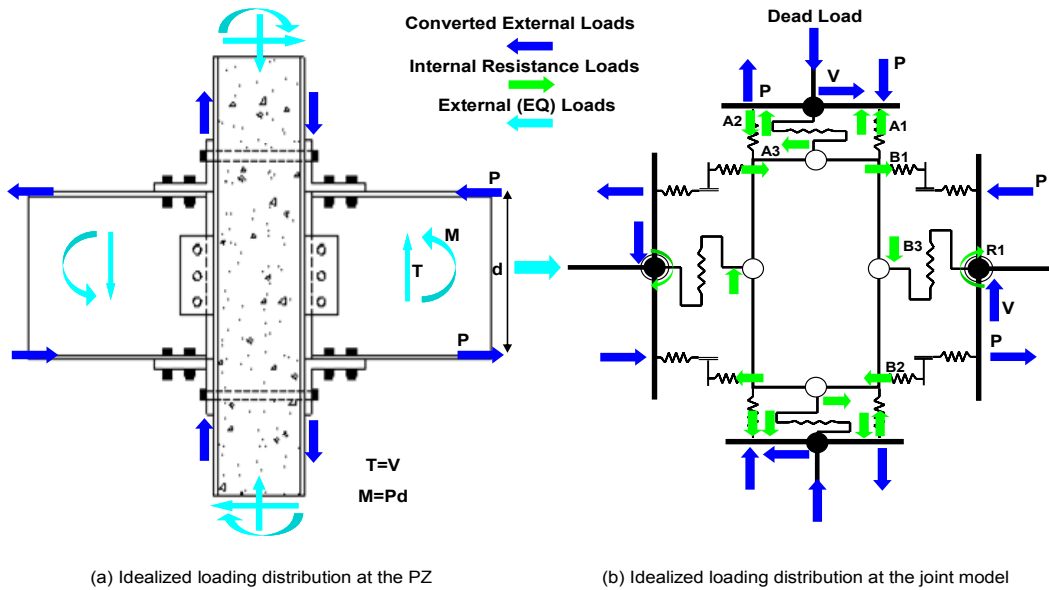 Converted External Loads
Internal Resistance Loads
External (EQ) Loads
P
M
T
d
P
T=V
M=Pd
(a) Idealized loading distribution at the PZ
Dead Load
P
V
P
A2
A1
A3
B1
P
B3
R1
V
B2
P
(b) Idealized loading distribution at the joint model